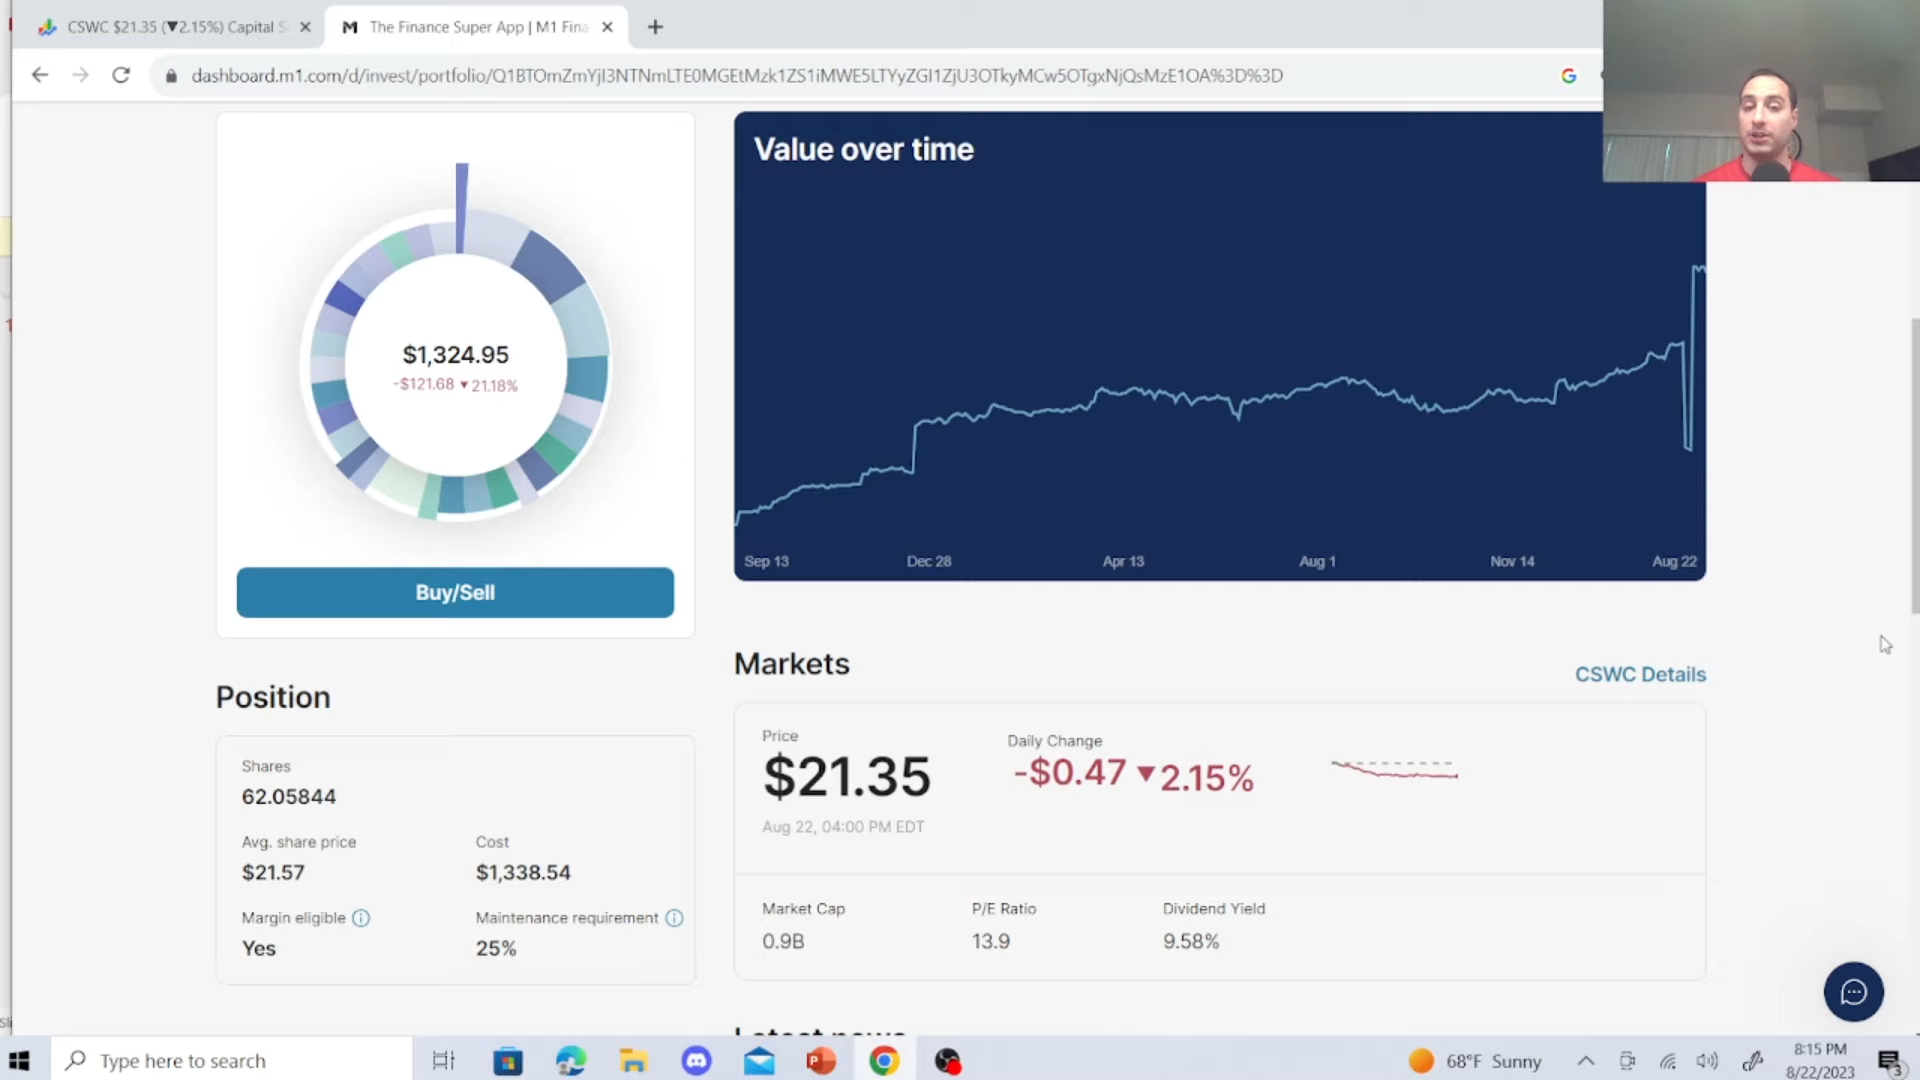 CSWC $21.35 (▼2.15%) Capital S
The Finance Super App | M1 Fina
dashboard.m1.com/d/invest/portfolio/Q1BTOmZmYjI3NTNmLTE0MGEtMzk1ZS1iMWE5LTYyZGI1ZjU3OTkyMCw5OTgxNjQsMzE1OA%3D%3D
Value over time
$1,324.95
-$121.68 ▼21.18%
Sep 13 Dec 28 Apr 13 Aug 1 Nov 14 Aug 22
Buy/Sell
Markets
CSWC Details
Position
Price
$21.35
Aug 22, 04:00 PM EDT
Daily Change
-$0.47 ▼2.15%
Shares
62.05844
Avg. share price
$21.57
Cost
$1,338.54
Margin eligible
Yes
Maintenance requirement
25%
Market Cap
0.9B
P/E Ratio
13.9
Dividend Yield
9.58%
Latest news
Type here to search
68°F Sunny
8:15 PM
8/22/2023
3